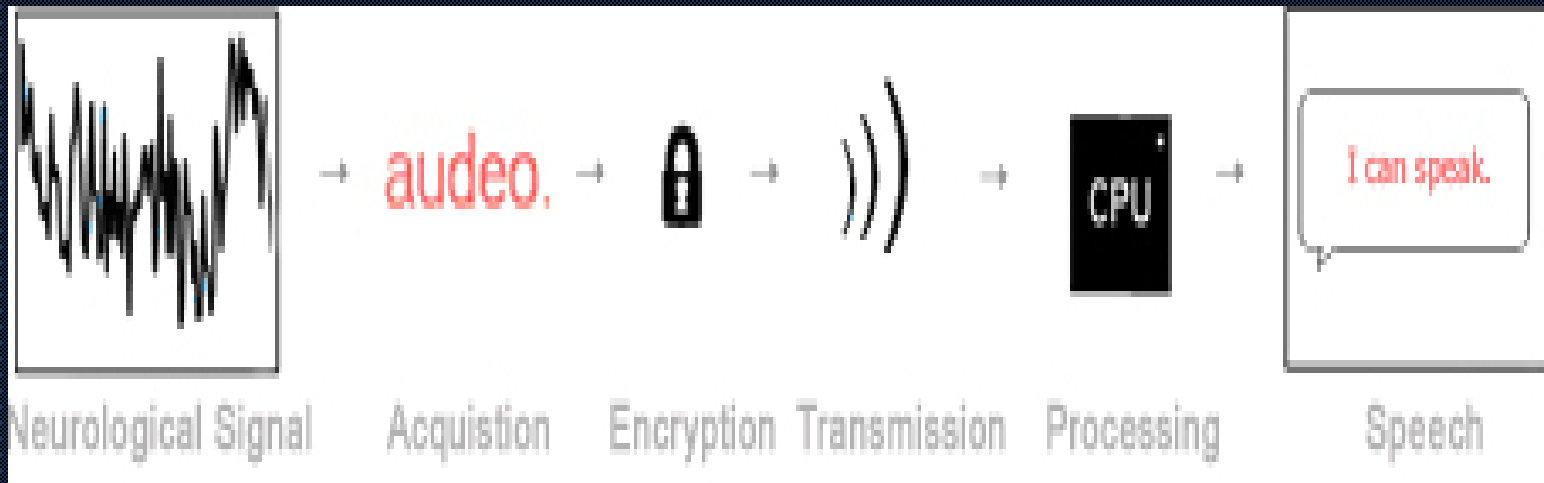 audeo.
CPU
I can speak.
Neurological Signal
Acquistion
Encryption
Transmission
Processing
Speech